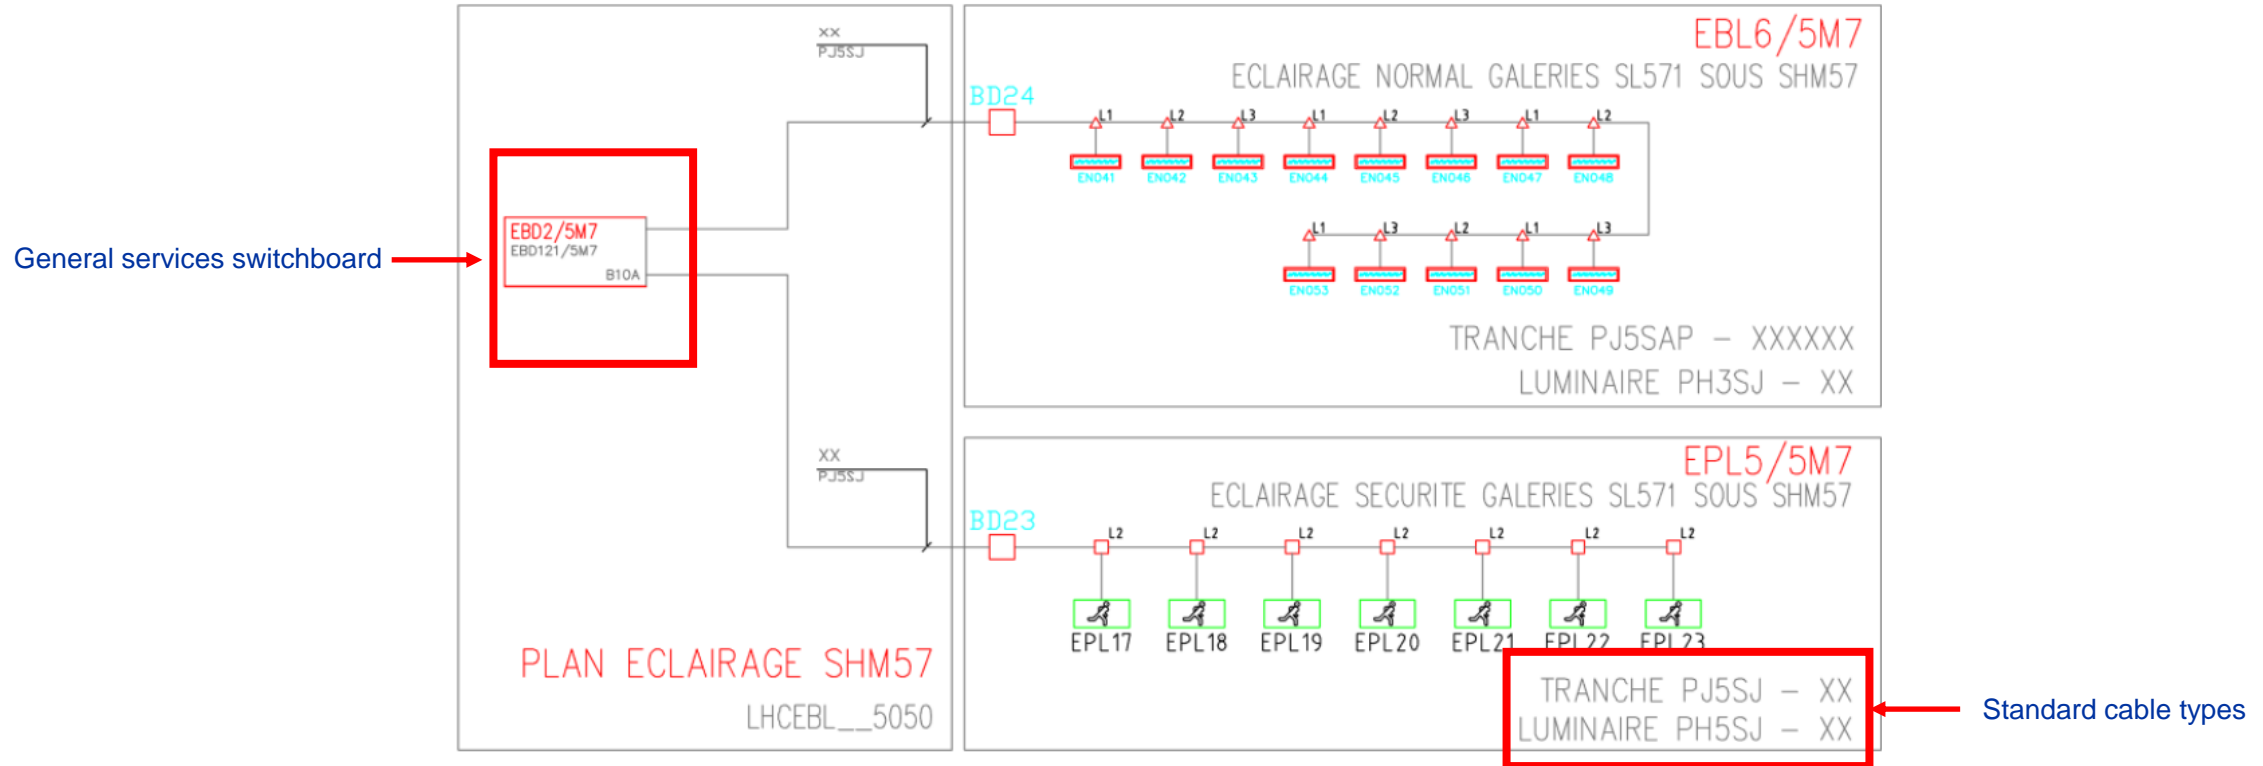 General services switchboard
XX
PJ5SJ
EBD2/5M7
EBD121/5M7
B10A
XX
PJ5SJ
PLAN ECLAIRAGE SHM57
LHCEBL__5050
EBL6/5M7
ECLAIRAGE NORMAL GALERIES SL571 SOUS SHM57
BD24
L1 L2 L3 L1 L2 L3 L1 L2
EN041 EN042 EN043 EN044 EN045 EN046 EN047 EN048
L1 L3 L2 L1 L3
EN053 EN052 EN051 EN050 EN049
TRANCHE PJ5SAP – XXXXXX
LUMINAIRE PH3SJ – XX
EPL5/5M7
ECLAIRAGE SECURITE GALERIES SL571 SOUS SHM57
BD23
L2 L2 L2 L2 L2 L2 L2
EPL17 EPL18 EPL19 EPL20 EPL21 EPL22 EPL23
TRANCHE PJ5SJ – XX
LUMINAIRE PH5SJ – XX
Standard cable types